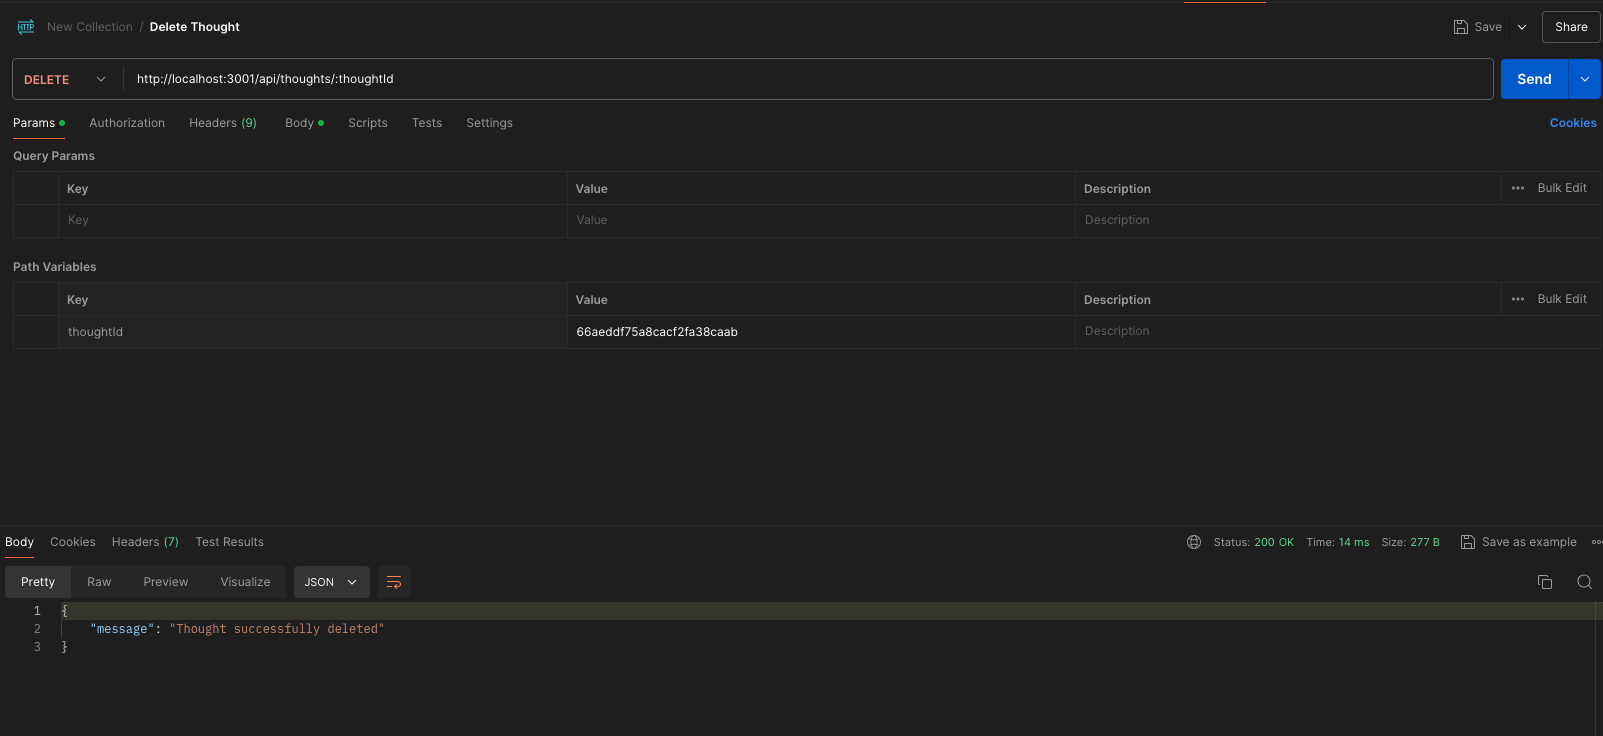 HTTP New Collection / Delete Thought Save Share
DELETE http://localhost:3001/api/thoughts/:thoughtId Send
Params Authorization Headers (9) Body Scripts Tests Settings Cookies
Query Params
Key Value Description ••• Bulk Edit
Key Value Description
Path Variables
Key Value Description ••• Bulk Edit
thoughtId 66aeddf75a8cacf2fa38caab Description
Body Cookies Headers (7) Test Results Status: 200 OK Time: 14 ms Size: 277 B Save as example
Pretty Raw Preview Visualize JSON
1 {
2 "message": "Thought successfully deleted"
3 }